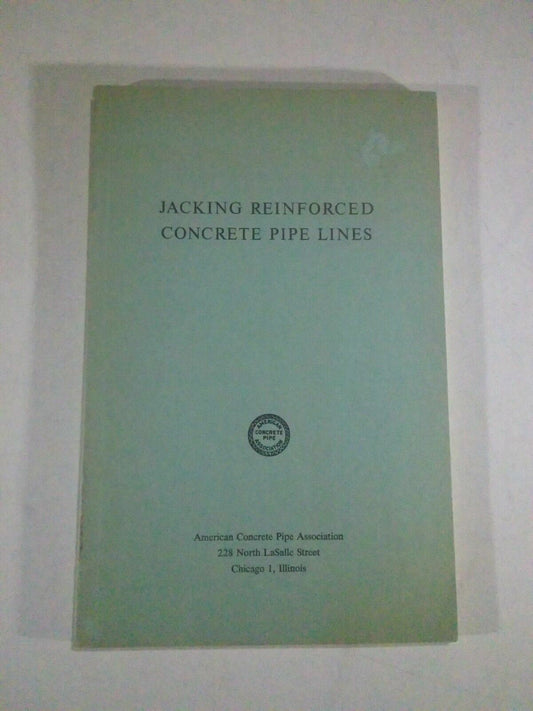 JACKING REINFORCED
CONCRETE PIPE LINES
AMERICAN
CONCRETE
PIPE
ASSOCIATION
American Concrete Pipe Association
228 North LaSalle Street
Chicago 1, Illinois